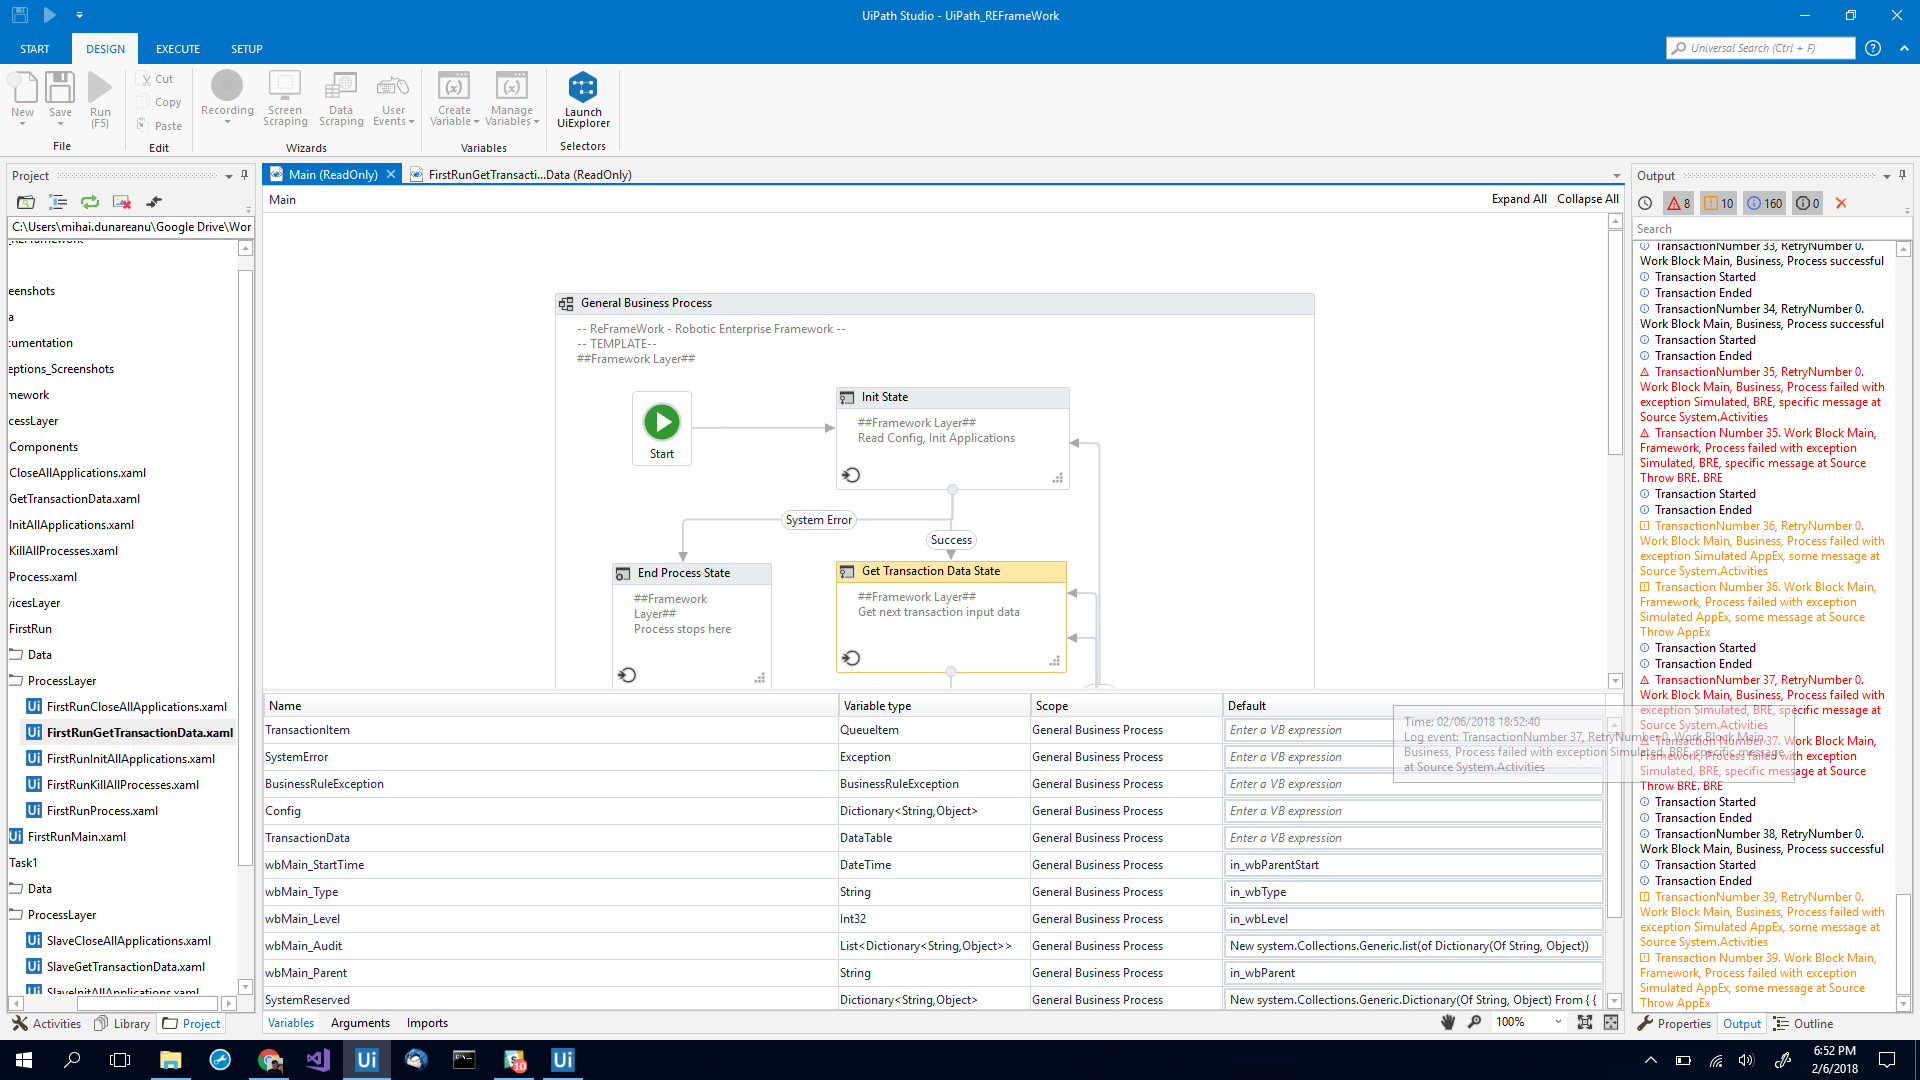 UiPath Studio - UiPath_REFrameWork
START
DESIGN
EXECUTE
SETUP
Universal Search (Ctrl + F)
New
Save
Run
(F5)
File
Cut
Copy
Paste
Edit
Recording
Screen
Scraping
Data
Scraping
User
Events
Wizards
Create
Variable
Manage
Variables
Variables
Launch
UiExplorer
Selectors
Project
C:\Users\mihai.dunareanu\Google Drive\Wor
eenshots
a
umentation
eptions_Screenshots
nework
cessLayer
Components
CloseAllApplications.xaml
GetTransactionData.xaml
InitAllApplications.xaml
KillAllProcesses.xaml
Process.xaml
vicesLayer
FirstRun
Data
ProcessLayer
FirstRunCloseAllApplications.xaml
FirstRunGetTransactionData.xaml
FirstRunInitAllApplications.xaml
FirstRunKillAllProcesses.xaml
FirstRunProcess.xaml
FirstRunMain.xaml
Task1
Data
ProcessLayer
SlaveCloseAllApplications.xaml
SlaveGetTransactionData.xaml
SlaveInitAllApplications.xaml
Activities
Library
Project
Main (ReadOnly)
FirstRunGetTransacti...Data (ReadOnly)
Main
Expand All
Collapse All
General Business Process
-- ReFrameWork - Robotic Enterprise Framework --
-- TEMPLATE--
##Framework Layer##
Start
Init State
##Framework Layer##
Read Config, Init Applications
System Error
Success
End Process State
##Framework
Layer##
Process stops here
Get Transaction Data State
##Framework Layer##
Get next transaction input data
Name Variable type Scope Default
TransactionItem QueueItem General Business Process Enter a VB expression
SystemError Exception General Business Process Enter a VB expression
BusinessRuleException BusinessRuleException General Business Process Enter a VB expression
Config Dictionary<String,Object> General Business Process Enter a VB expression
TransactionData DataTable General Business Process Enter a VB expression
wbMain_StartTime DateTime General Business Process in_wbParentStart
wbMain_Type String General Business Process in_wbType
wbMain_Level Int32 General Business Process in_wbLevel
wbMain_Audit List<Dictionary<String,Object>> General Business Process New system.Collections.Generic.list(of Dictionary(Of String, Object))
wbMain_Parent String General Business Process in_wbParent
SystemReserved Dictionary<String,Object> General Business Process New system.Collections.Generic.Dictionary(Of String, Object) From { {
Variables
Arguments
Imports
100%
Time: 02/06/2018 18:52:40
Log event: TransactionNumber 37, RetryNumber 0. Work Block Main,
Business, Process failed with exception Simulated, BRE, specific message
at Source System.Activities
Output
8
10
160
0
Search
TransactionNumber 33, RetryNumber 0.
Work Block Main, Business, Process successful
Transaction Started
Transaction Ended
TransactionNumber 34, RetryNumber 0.
Work Block Main, Business, Process successful
Transaction Started
Transaction Ended
TransactionNumber 35, RetryNumber 0.
Work Block Main, Business, Process failed with
exception Simulated, BRE, specific message at
Source System.Activities
Transaction Number 35. Work Block Main,
Framework, Process failed with exception
Simulated, BRE, specific message at Source
Throw BRE. BRE
Transaction Started
Transaction Ended
TransactionNumber 36, RetryNumber 0.
Work Block Main, Business, Process failed with
exception Simulated AppEx, some message at
Source System.Activities
Transaction Number 36. Work Block Main,
Framework, Process failed with exception
Simulated AppEx, some message at Source
Throw AppEx
Transaction Started
Transaction Ended
TransactionNumber 37, RetryNumber 0.
Work Block Main, Business, Process failed with
exception Simulated, BRE, specific message at
Source System.Activities
Transaction Number 37. Work Block Main,
Framework, Process failed with exception
Simulated, BRE, specific message at Source
Throw BRE. BRE
Transaction Started
Transaction Ended
TransactionNumber 38, RetryNumber 0.
Work Block Main, Business, Process successful
Transaction Started
Transaction Ended
TransactionNumber 39, RetryNumber 0.
Work Block Main, Business, Process failed with
exception Simulated AppEx, some message at
Source System.Activities
Transaction Number 39. Work Block Main,
Framework, Process failed with exception
Simulated AppEx, some message at Source
Throw AppEx
Properties
Output
Outline
6:52 PM
2/6/2018